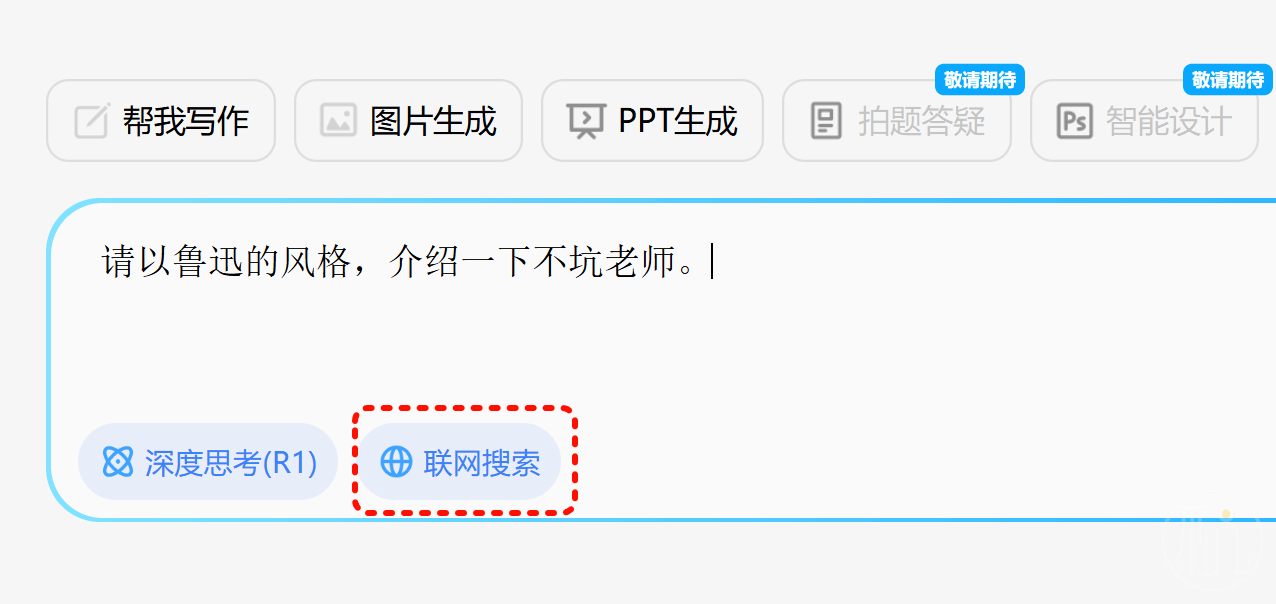 敬请期待 敬请期待
帮我写作 图片生成 PPT生成 拍题答疑 Ps 智能设计
请以鲁迅的风格，介绍一下不坑老师。
深度思考(R1) 联网搜索